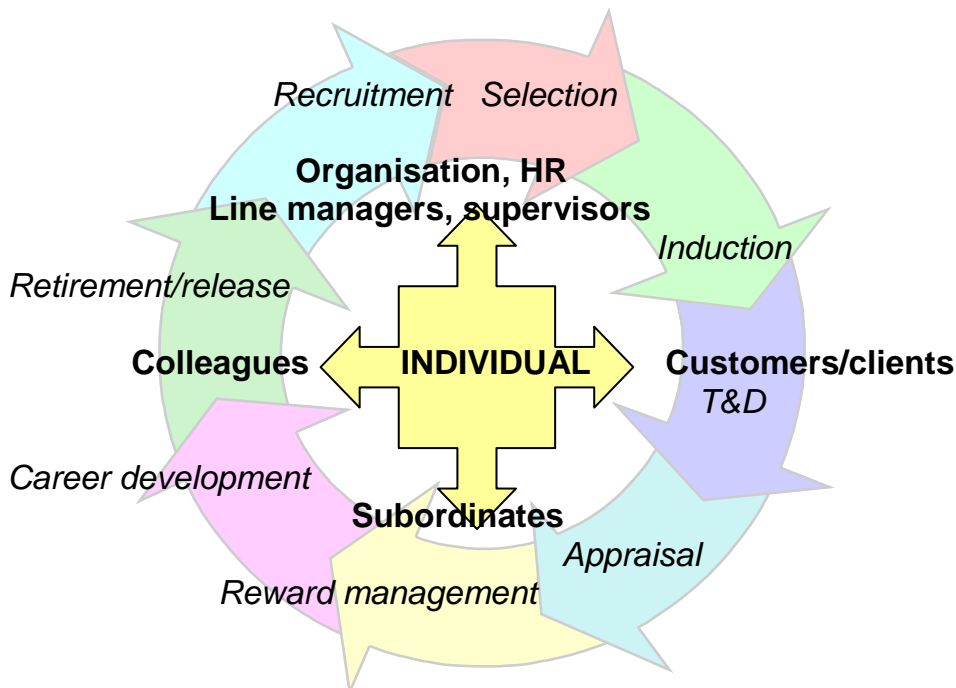 Recruitment
Selection
Organisation, HR
Line managers, supervisors
Induction
Retirement/release
Colleagues
INDIVIDUAL
Customers/clients
T&D
Career development
Subordinates
Appraisal
Reward management